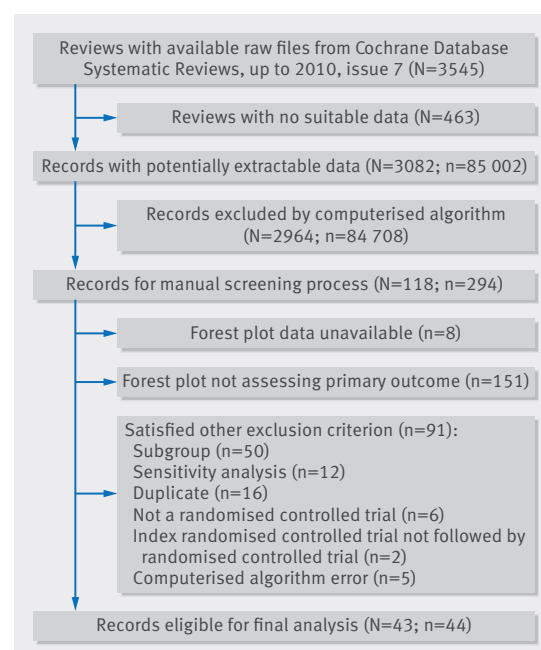 Reviews with available raw files from Cochrane Database
Systematic Reviews, up to 2010, issue 7 (N=3545)
Reviews with no suitable data (N=463)
Records with potentially extractable data (N=3082; n=85 002)
Records excluded by computerised algorithm
(N=2964; n=84 708)
Records for manual screening process (N=118; n=294)
Forest plot data unavailable (n=8)
Forest plot not assessing primary outcome (n=151)
Satisfied other exclusion criterion (n=91):
Subgroup (n=50)
Sensitivity analysis (n=12)
Duplicate (n=16)
Not a randomised controlled trial (n=6)
Index randomised controlled trial not followed by
randomised controlled trial (n=2)
Computerised algorithm error (n=5)
Records eligible for final analysis (N=43; n=44)